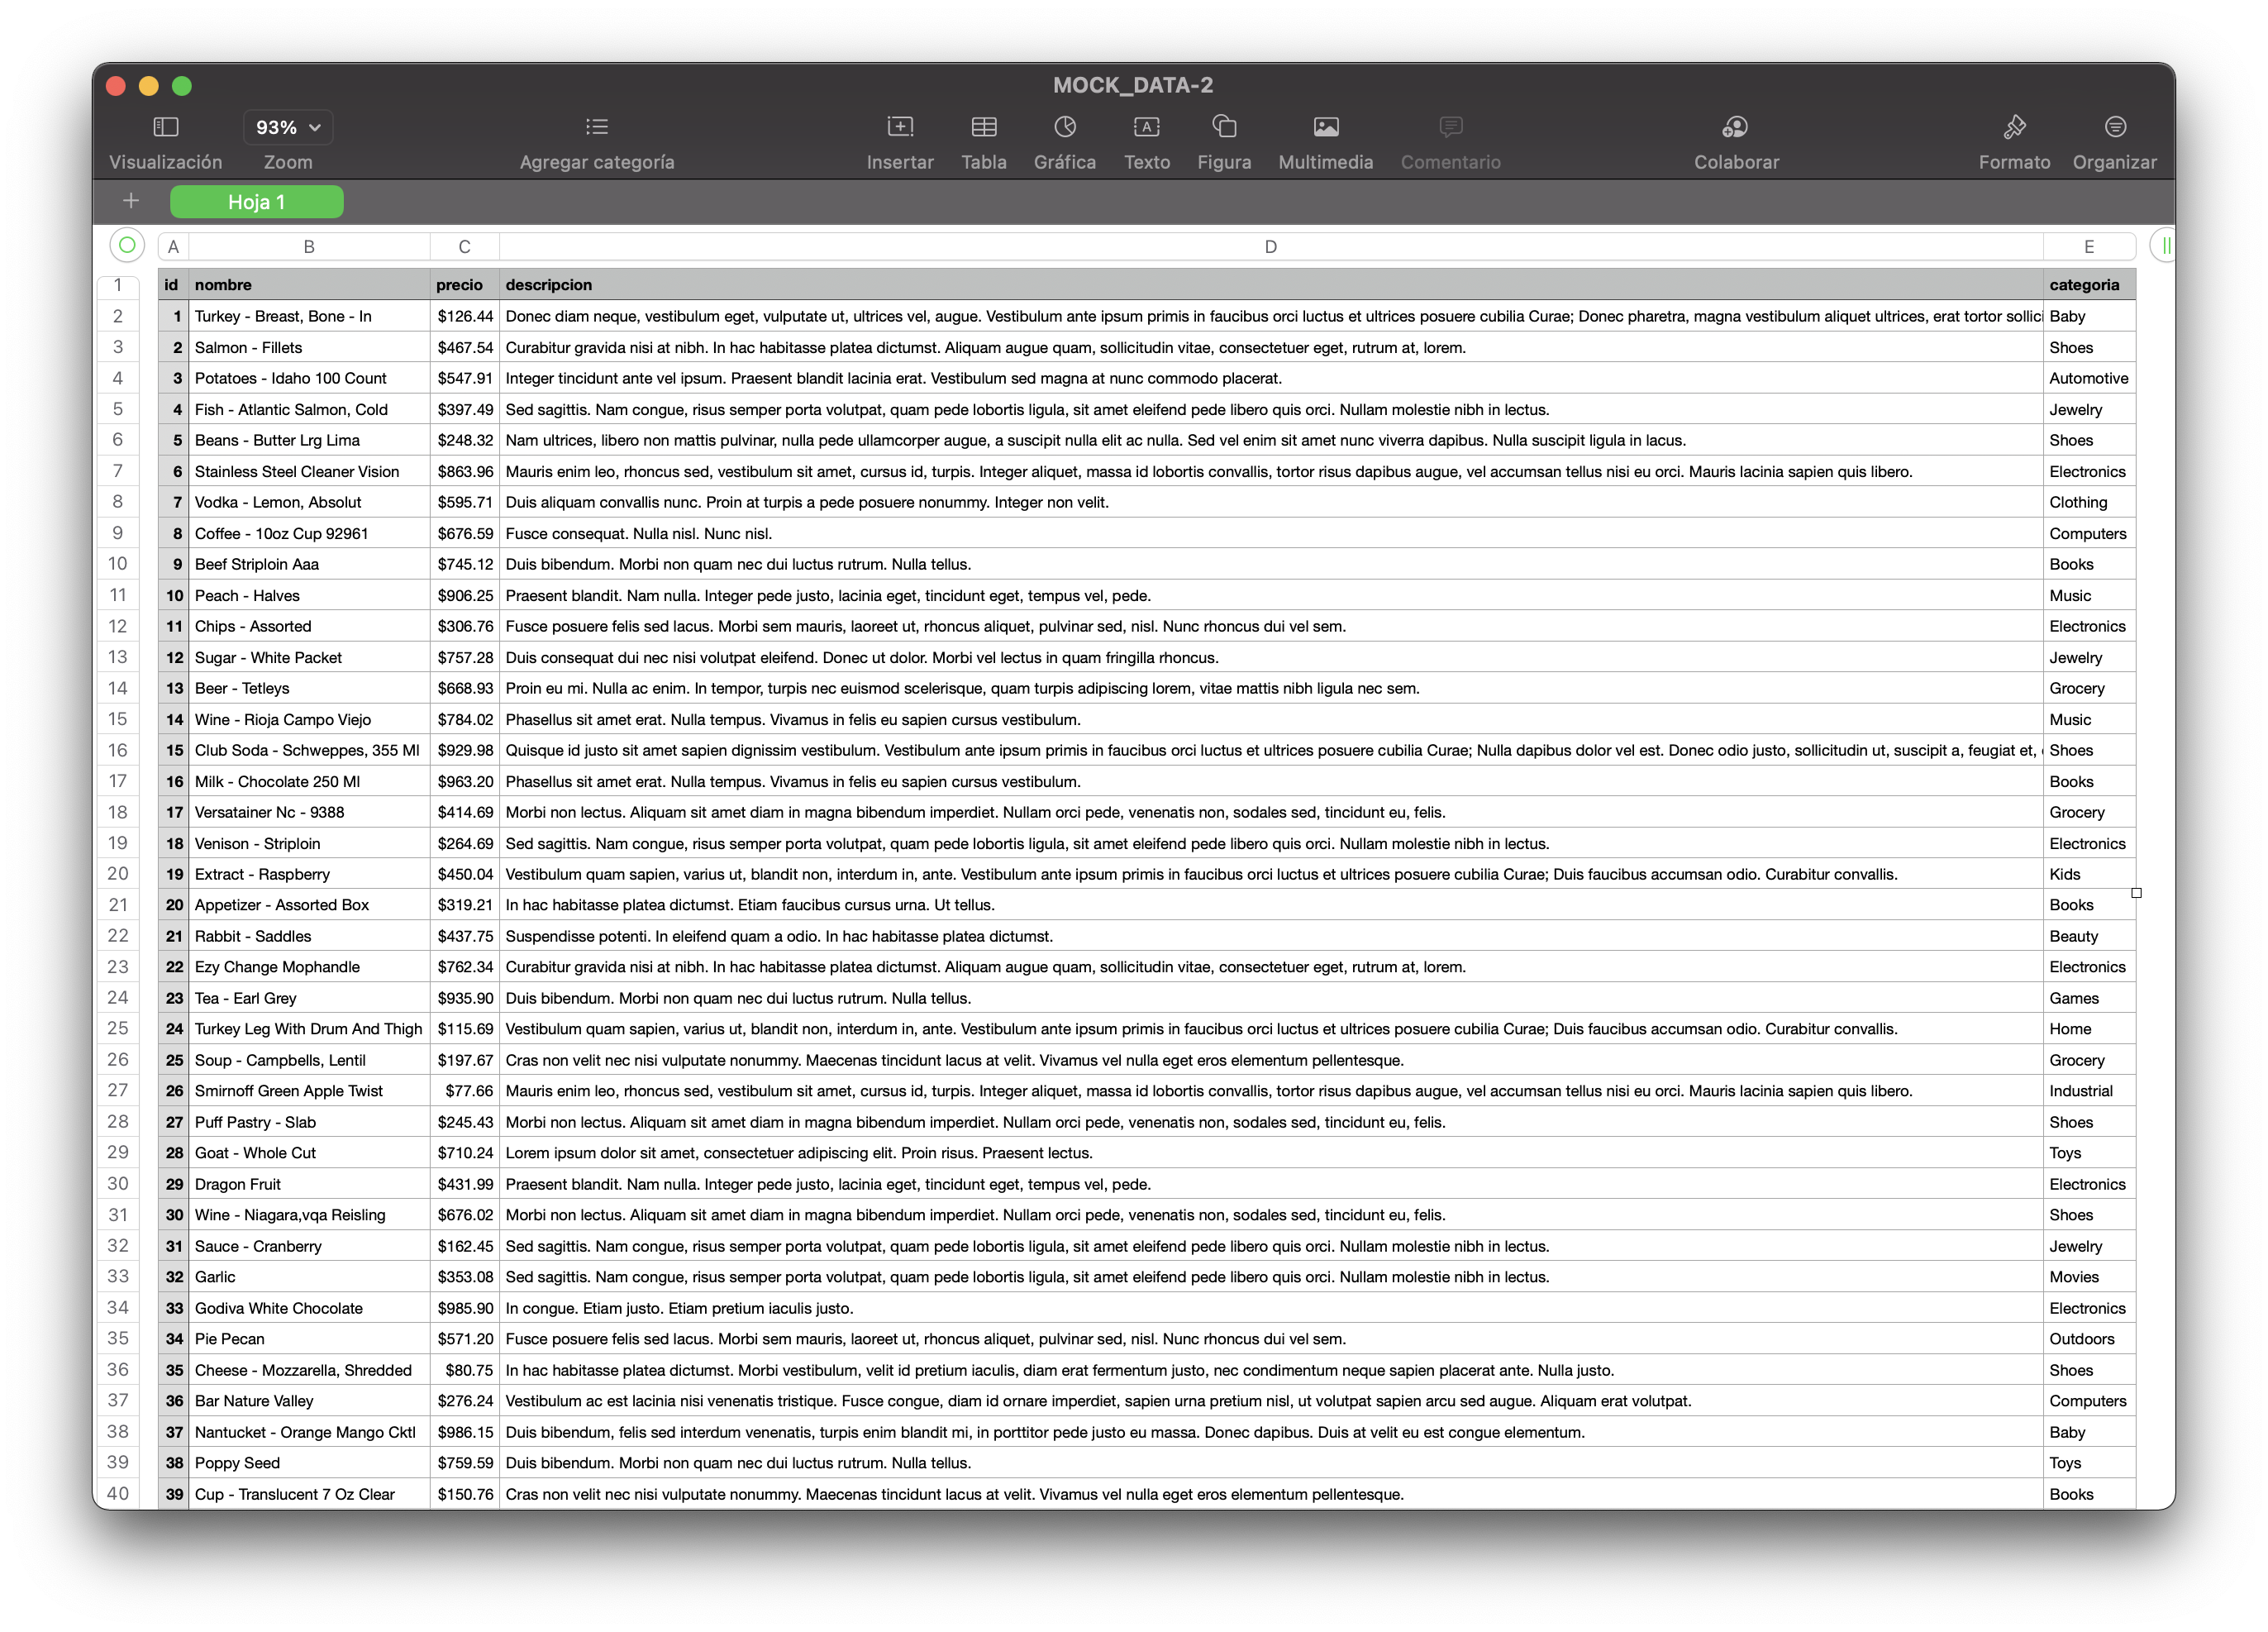 MOCK_DATA-2
93%
Visualización Zoom Agregar categoría Insertar Tabla Gráfica Texto Figura Multimedia Comentario Colaborar Formato Organizar
Hoja 1
A B C D E
1 id nombre precio descripcion categoria
2 1 Turkey - Breast, Bone - In $126.44 Donec diam neque, vestibulum eget, vulputate ut, ultrices vel, augue. Vestibulum ante ipsum primis in faucibus orci luctus et ultrices posuere cubilia Curae; Donec pharetra, magna vestibulum aliquet ultrices, erat tortor sollici Baby
3 2 Salmon - Fillets $467.54 Curabitur gravida nisi at nibh. In hac habitasse platea dictumst. Aliquam augue quam, sollicitudin vitae, consectetuer eget, rutrum at, lorem. Shoes
4 3 Potatoes - Idaho 100 Count $547.91 Integer tincidunt ante vel ipsum. Praesent blandit lacinia erat. Vestibulum sed magna at nunc commodo placerat. Automotive
5 4 Fish - Atlantic Salmon, Cold $397.49 Sed sagittis. Nam congue, risus semper porta volutpat, quam pede lobortis ligula, sit amet eleifend pede libero quis orci. Nullam molestie nibh in lectus. Jewelry
6 5 Beans - Butter Lrg Lima $248.32 Nam ultrices, libero non mattis pulvinar, nulla pede ullamcorper augue, a suscipit nulla elit ac nulla. Sed vel enim sit amet nunc viverra dapibus. Nulla suscipit ligula in lacus. Shoes
7 6 Stainless Steel Cleaner Vision $863.96 Mauris enim leo, rhoncus sed, vestibulum sit amet, cursus id, turpis. Integer aliquet, massa id lobortis convallis, tortor risus dapibus augue, vel accumsan tellus nisi eu orci. Mauris lacinia sapien quis libero. Electronics
8 7 Vodka - Lemon, Absolut $595.71 Duis aliquam convallis nunc. Proin at turpis a pede posuere nonummy. Integer non velit. Clothing
9 8 Coffee - 10oz Cup 92961 $676.59 Fusce consequat. Nulla nisl. Nunc nisl. Computers
10 9 Beef Striploin Aaa $745.12 Duis bibendum. Morbi non quam nec dui luctus rutrum. Nulla tellus. Books
11 10 Peach - Halves $906.25 Praesent blandit. Nam nulla. Integer pede justo, lacinia eget, tincidunt eget, tempus vel, pede. Music
12 11 Chips - Assorted $306.76 Fusce posuere felis sed lacus. Morbi sem mauris, laoreet ut, rhoncus aliquet, pulvinar sed, nisl. Nunc rhoncus dui vel sem. Electronics
13 12 Sugar - White Packet $757.28 Duis consequat dui nec nisi volutpat eleifend. Donec ut dolor. Morbi vel lectus in quam fringilla rhoncus. Jewelry
14 13 Beer - Tetleys $668.93 Proin eu mi. Nulla ac enim. In tempor, turpis nec euismod scelerisque, quam turpis adipiscing lorem, vitae mattis nibh ligula nec sem. Grocery
15 14 Wine - Rioja Campo Viejo $784.02 Phasellus sit amet erat. Nulla tempus. Vivamus in felis eu sapien cursus vestibulum. Music
16 15 Club Soda - Schweppes, 355 Ml $929.98 Quisque id justo sit amet sapien dignissim vestibulum. Vestibulum ante ipsum primis in faucibus orci luctus et ultrices posuere cubilia Curae; Nulla dapibus dolor vel est. Donec odio justo, sollicitudin ut, suscipit a, feugiat et, Shoes
17 16 Milk - Chocolate 250 Ml $963.20 Phasellus sit amet erat. Nulla tempus. Vivamus in felis eu sapien cursus vestibulum. Books
18 17 Versatainer Nc - 9388 $414.69 Morbi non lectus. Aliquam sit amet diam in magna bibendum imperdiet. Nullam orci pede, venenatis non, sodales sed, tincidunt eu, felis. Grocery
19 18 Venison - Striploin $264.69 Sed sagittis. Nam congue, risus semper porta volutpat, quam pede lobortis ligula, sit amet eleifend pede libero quis orci. Nullam molestie nibh in lectus. Electronics
20 19 Extract - Raspberry $450.04 Vestibulum quam sapien, varius ut, blandit non, interdum in, ante. Vestibulum ante ipsum primis in faucibus orci luctus et ultrices posuere cubilia Curae; Duis faucibus accumsan odio. Curabitur convallis. Kids
21 20 Appetizer - Assorted Box $319.21 In hac habitasse platea dictumst. Etiam faucibus cursus urna. Ut tellus. Books
22 21 Rabbit - Saddles $437.75 Suspendisse potenti. In eleifend quam a odio. In hac habitasse platea dictumst. Beauty
23 22 Ezy Change Mophandle $762.34 Curabitur gravida nisi at nibh. In hac habitasse platea dictumst. Aliquam augue quam, sollicitudin vitae, consectetuer eget, rutrum at, lorem. Electronics
24 23 Tea - Earl Grey $935.90 Duis bibendum. Morbi non quam nec dui luctus rutrum. Nulla tellus. Games
25 24 Turkey Leg With Drum And Thigh $115.69 Vestibulum quam sapien, varius ut, blandit non, interdum in, ante. Vestibulum ante ipsum primis in faucibus orci luctus et ultrices posuere cubilia Curae; Duis faucibus accumsan odio. Curabitur convallis. Home
26 25 Soup - Campbells, Lentil $197.67 Cras non velit nec nisi vulputate nonummy. Maecenas tincidunt lacus at velit. Vivamus vel nulla eget eros elementum pellentesque. Grocery
27 26 Smirnoff Green Apple Twist $77.66 Mauris enim leo, rhoncus sed, vestibulum sit amet, cursus id, turpis. Integer aliquet, massa id lobortis convallis, tortor risus dapibus augue, vel accumsan tellus nisi eu orci. Mauris lacinia sapien quis libero. Industrial
28 27 Puff Pastry - Slab $245.43 Morbi non lectus. Aliquam sit amet diam in magna bibendum imperdiet. Nullam orci pede, venenatis non, sodales sed, tincidunt eu, felis. Shoes
29 28 Goat - Whole Cut $710.24 Lorem ipsum dolor sit amet, consectetuer adipiscing elit. Proin risus. Praesent lectus. Toys
30 29 Dragon Fruit $431.99 Praesent blandit. Nam nulla. Integer pede justo, lacinia eget, tincidunt eget, tempus vel, pede. Electronics
31 30 Wine - Niagara,vqa Reisling $676.02 Morbi non lectus. Aliquam sit amet diam in magna bibendum imperdiet. Nullam orci pede, venenatis non, sodales sed, tincidunt eu, felis. Shoes
32 31 Sauce - Cranberry $162.45 Sed sagittis. Nam congue, risus semper porta volutpat, quam pede lobortis ligula, sit amet eleifend pede libero quis orci. Nullam molestie nibh in lectus. Jewelry
33 32 Garlic $353.08 Sed sagittis. Nam congue, risus semper porta volutpat, quam pede lobortis ligula, sit amet eleifend pede libero quis orci. Nullam molestie nibh in lectus. Movies
34 33 Godiva White Chocolate $985.90 In congue. Etiam justo. Etiam pretium iaculis justo. Electronics
35 34 Pie Pecan $571.20 Fusce posuere felis sed lacus. Morbi sem mauris, laoreet ut, rhoncus aliquet, pulvinar sed, nisl. Nunc rhoncus dui vel sem. Outdoors
36 35 Cheese - Mozzarella, Shredded $80.75 In hac habitasse platea dictumst. Morbi vestibulum, velit id pretium iaculis, diam erat fermentum justo, nec condimentum neque sapien placerat ante. Nulla justo. Shoes
37 36 Bar Nature Valley $276.24 Vestibulum ac est lacinia nisi venenatis tristique. Fusce congue, diam id ornare imperdiet, sapien urna pretium nisl, ut volutpat sapien arcu sed augue. Aliquam erat volutpat. Computers
38 37 Nantucket - Orange Mango Cktl $986.15 Duis bibendum, felis sed interdum venenatis, turpis enim blandit mi, in porttitor pede justo eu massa. Donec dapibus. Duis at velit eu est congue elementum. Baby
39 38 Poppy Seed $759.59 Duis bibendum. Morbi non quam nec dui luctus rutrum. Nulla tellus. Toys
40 39 Cup - Translucent 7 Oz Clear $150.76 Cras non velit nec nisi vulputate nonummy. Maecenas tincidunt lacus at velit. Vivamus vel nulla eget eros elementum pellentesque. Books